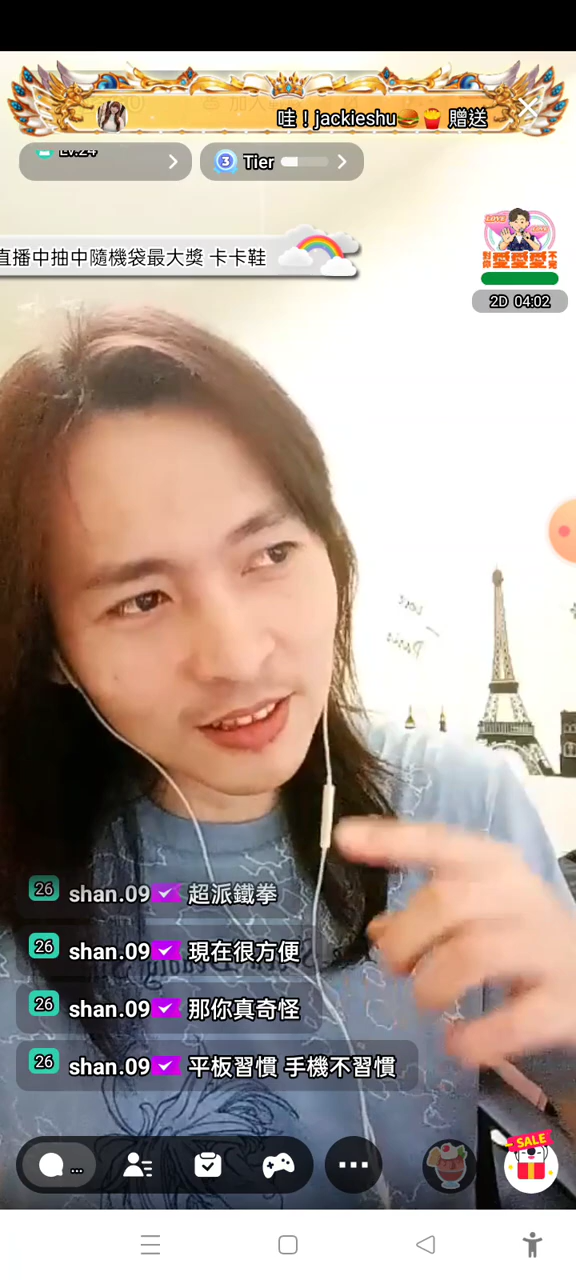 哇！jackieshu🍔🍟 贈送
Lv.24
3 Tier
直播中抽中隨機袋最大獎 卡卡鞋
2D 04:02
26 shan.09 超派鐵拳
26 shan.09 現在很方便
26 shan.09 那你真奇怪
26 shan.09 平板習慣 手機不習慣
SALE